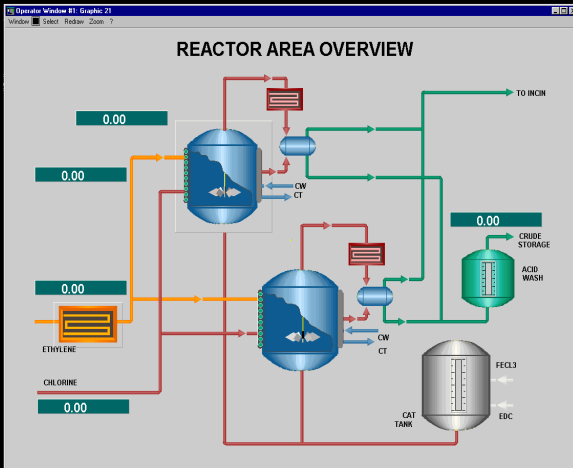 Operator Window #1: Graphic 21
Window Select Redraw Zoom ?
REACTOR AREA OVERVIEW
TO INCIN
0.00
0.00
CW
CT
0.00
CRUDE
STORAGE
ACID
WASH
0.00
ETHYLENE
CW
CT
FECL3
CHLORINE
0.00
CAT
TANK
EDC